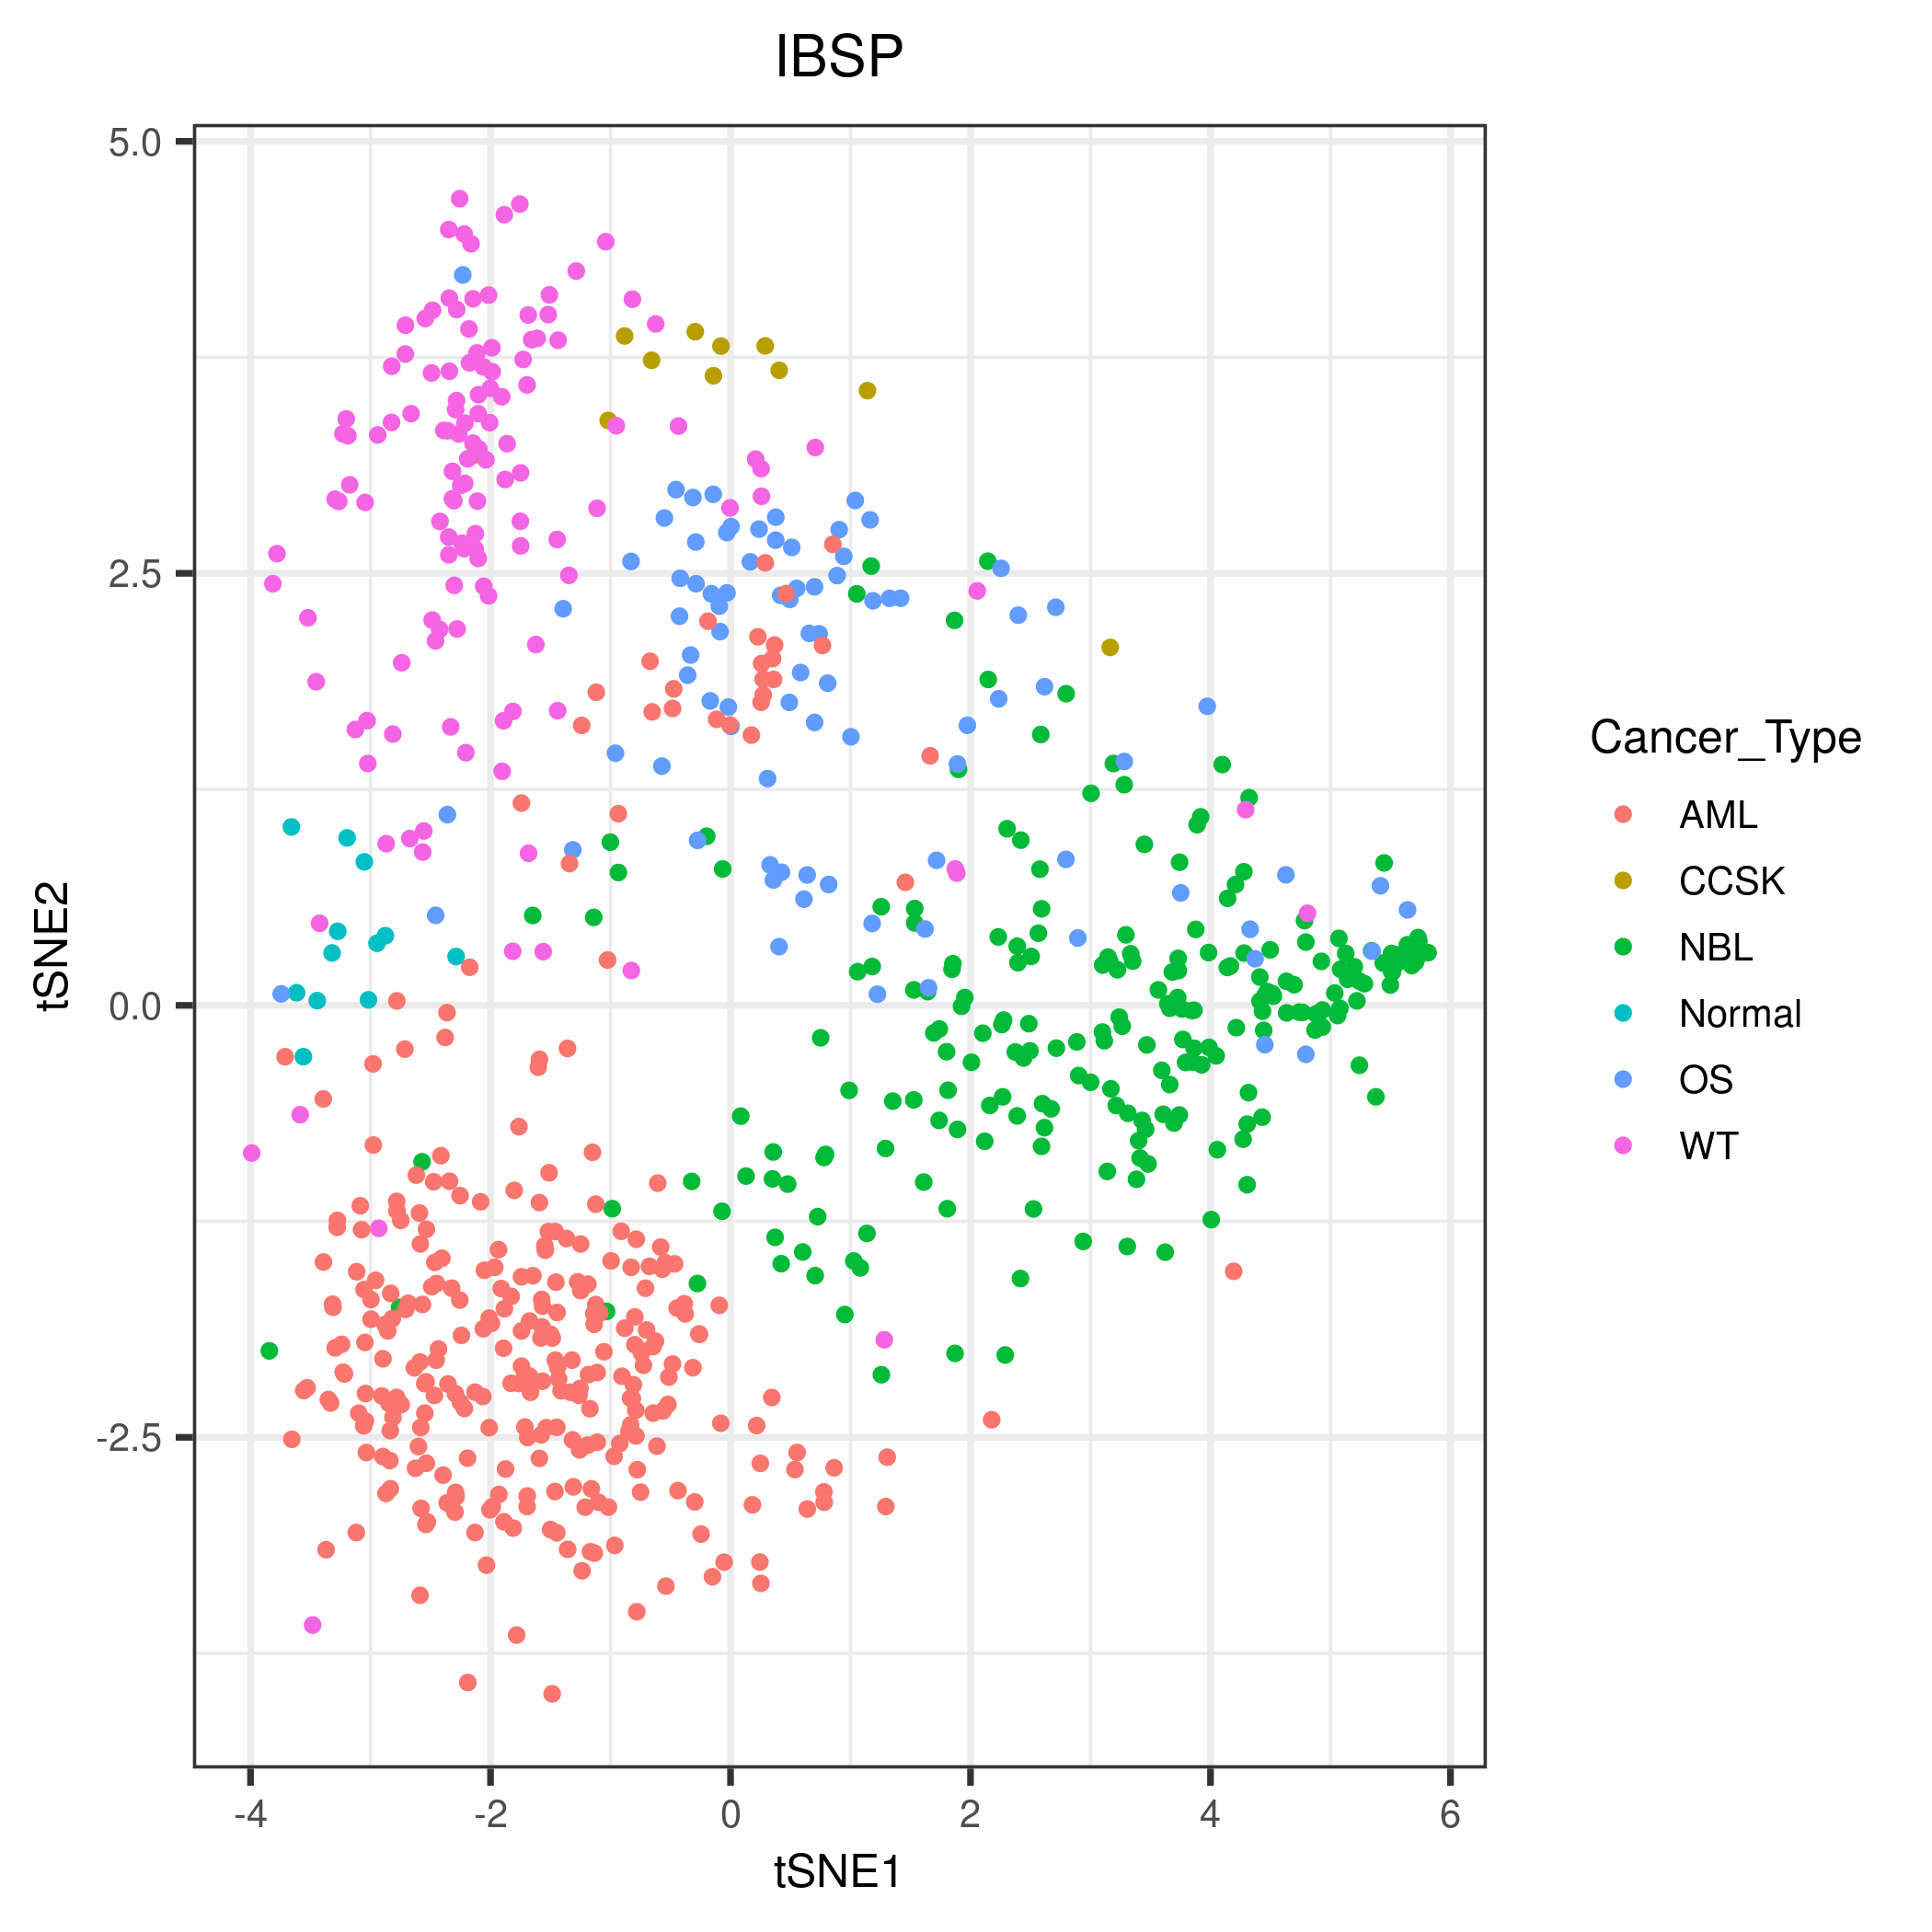 IBSP
5.0
2.5
0.0
-2.5
tSNE2
-4 -2 0 2 4 6
tSNE1
Cancer_Type
AML
CCSK
NBL
Normal
OS
WT